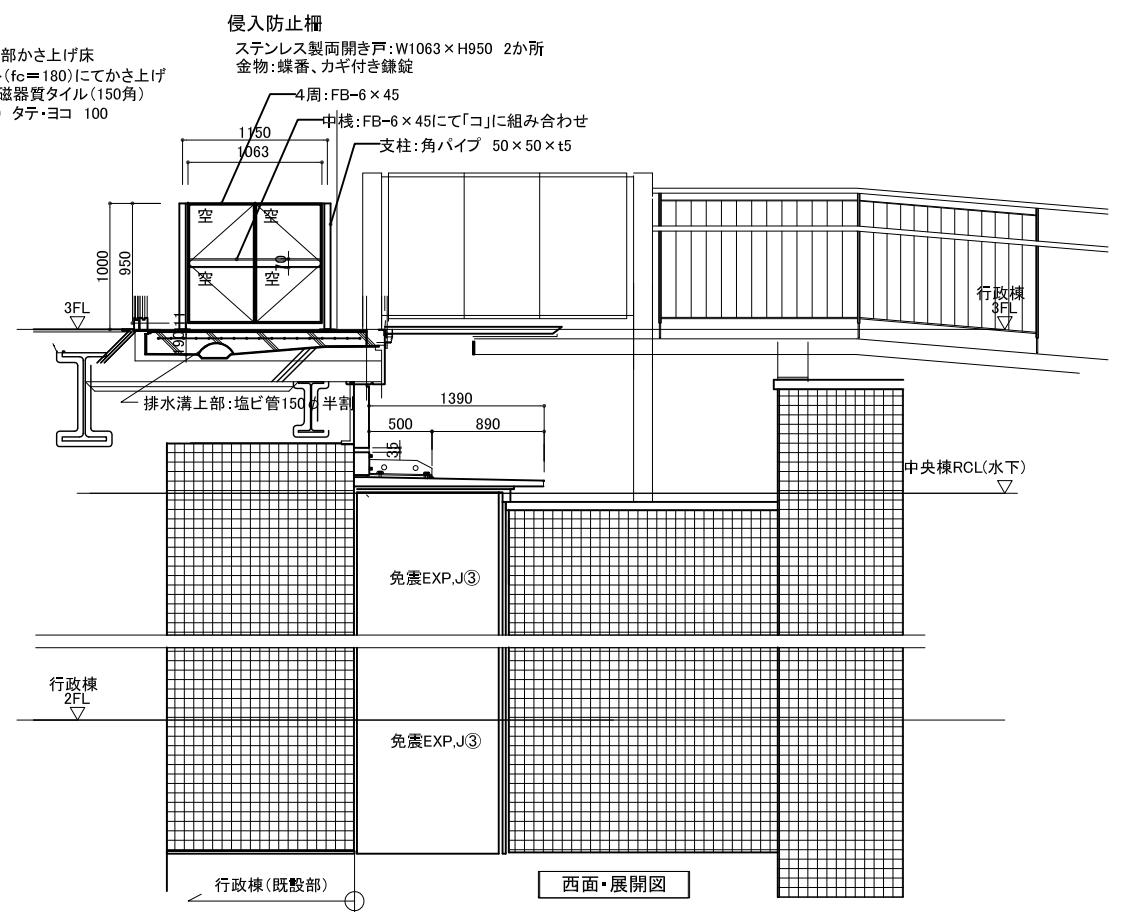 侵入防止柵
ステンレス製両開き戸:W1063×H950 2か所
金物:蝶番、カギ付き鎌錠
部かさ上げ床
(fc=180)にてかさ上げ
磁器質タイル(150角)
タテ・ヨコ 100
4周:FB-6×45
中桟:FB-6×45にて「コ」に組み合わせ
支柱:角パイプ 50×50×t5
1150
1063
空 空
空 空
70
1000
950
3FL
行政棟
3FL
排水溝上部:塩ビ管150φ半割
1390
500 890
35
中央棟RCL(水下)
免震EXP,J③
行政棟
2FL
免震EXP,J③
行政棟(既設部)
西面・展開図